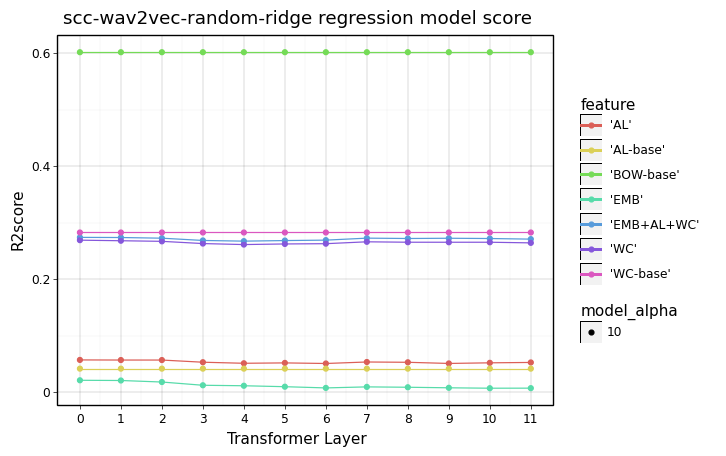 scc-wav2vec-random-ridge regression model score
0.6
0.4
0.2
0
R2score
0 1 2 3 4 5 6 7 8 9 10 11
Transformer Layer
feature
'AL'
'AL-base'
'BOW-base'
'EMB'
'EMB+AL+WC'
'WC'
'WC-base'
model_alpha
10